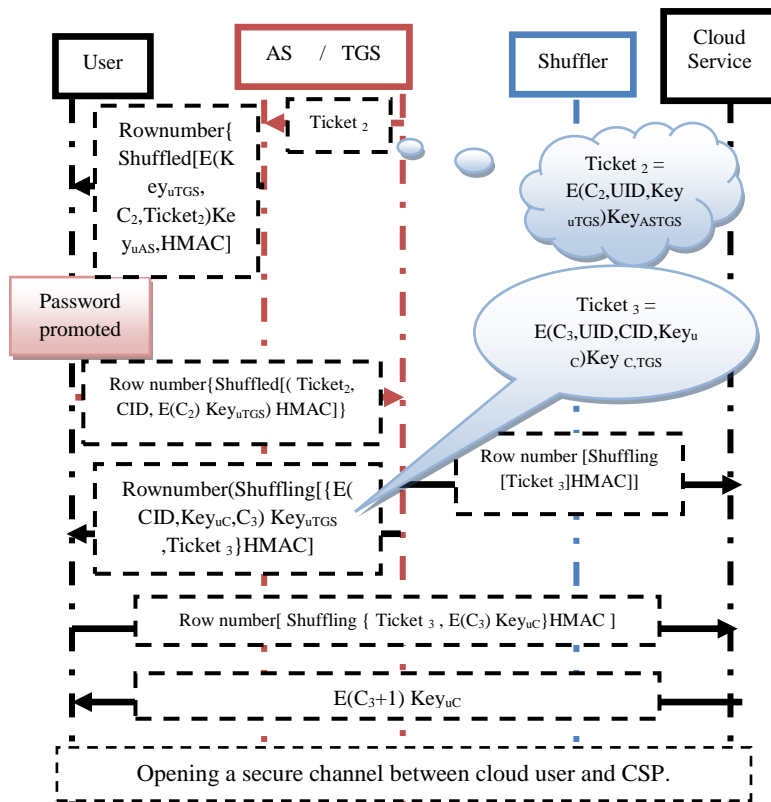 User
AS / TGS
Shuffler
Cloud
Service
Ticket 2
Rownumber{
Shuffled[E(K
eyuTGS,
C2,Ticket2)Ke
yuAS,HMAC]
Ticket 2 =
E(C2,UID,Key
uTGS)KeyASTGS
Password
promoted
Ticket 3 =
E(C3,UID,CID,Keyu
C)Key C,TGS
Row number{Shuffled[( Ticket2,
CID, E(C2) KeyuTGS) HMAC]}
Row number [Shuffling
[Ticket 3]HMAC]]
Rownumber(Shuffling[{E(
CID,KeyuC,C3) KeyuTGS
,Ticket 3}HMAC]
Row number[ Shuffling { Ticket 3 , E(C3) KeyuC}HMAC ]
E(C3+1) KeyuC
Opening a secure channel between cloud user and CSP.